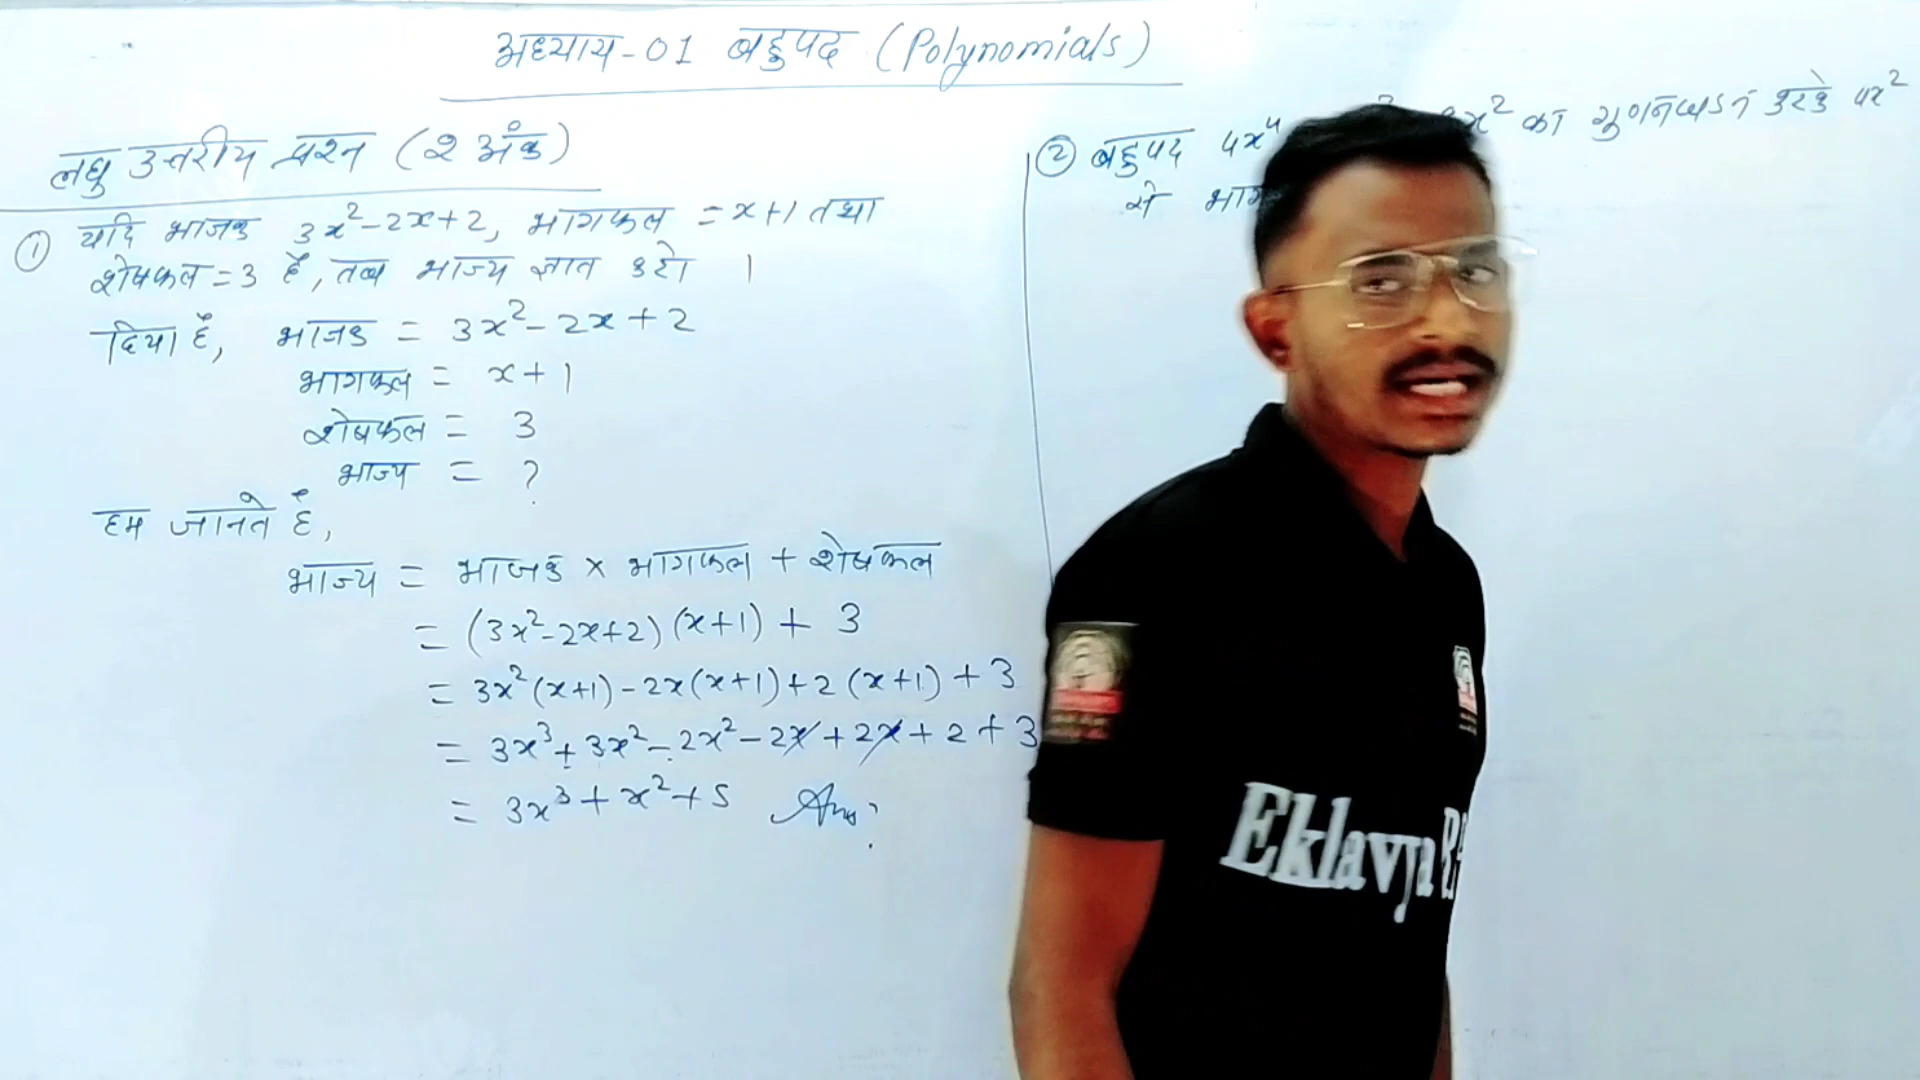 अध्याय-01 बहुपद (Polynomials)
लघु उत्तरीय प्रश्न (2 अंक)
① यदि भाजक 3x²-2x+2, भागफल = x+1 तथा
शेषफल = 3 है, तब भाज्य ज्ञात करो ।
दिया है, भाजक = 3x²-2x+2
भागफल = x+1
शेषफल = 3
भाज्य = ?
हम जानते है,
भाज्य = भाजक × भागफल + शेषफल
= (3x²-2x+2)(x+1) + 3
= 3x²(x+1)-2x(x+1)+2(x+1)+3
= 3x³+3x²-2x²-2x+2x+2+3
= 3x³+x²+5 Ans:
② बहुपद 4x⁴ x² का गुणनखण्ड करके 4x²
से
Eklavya